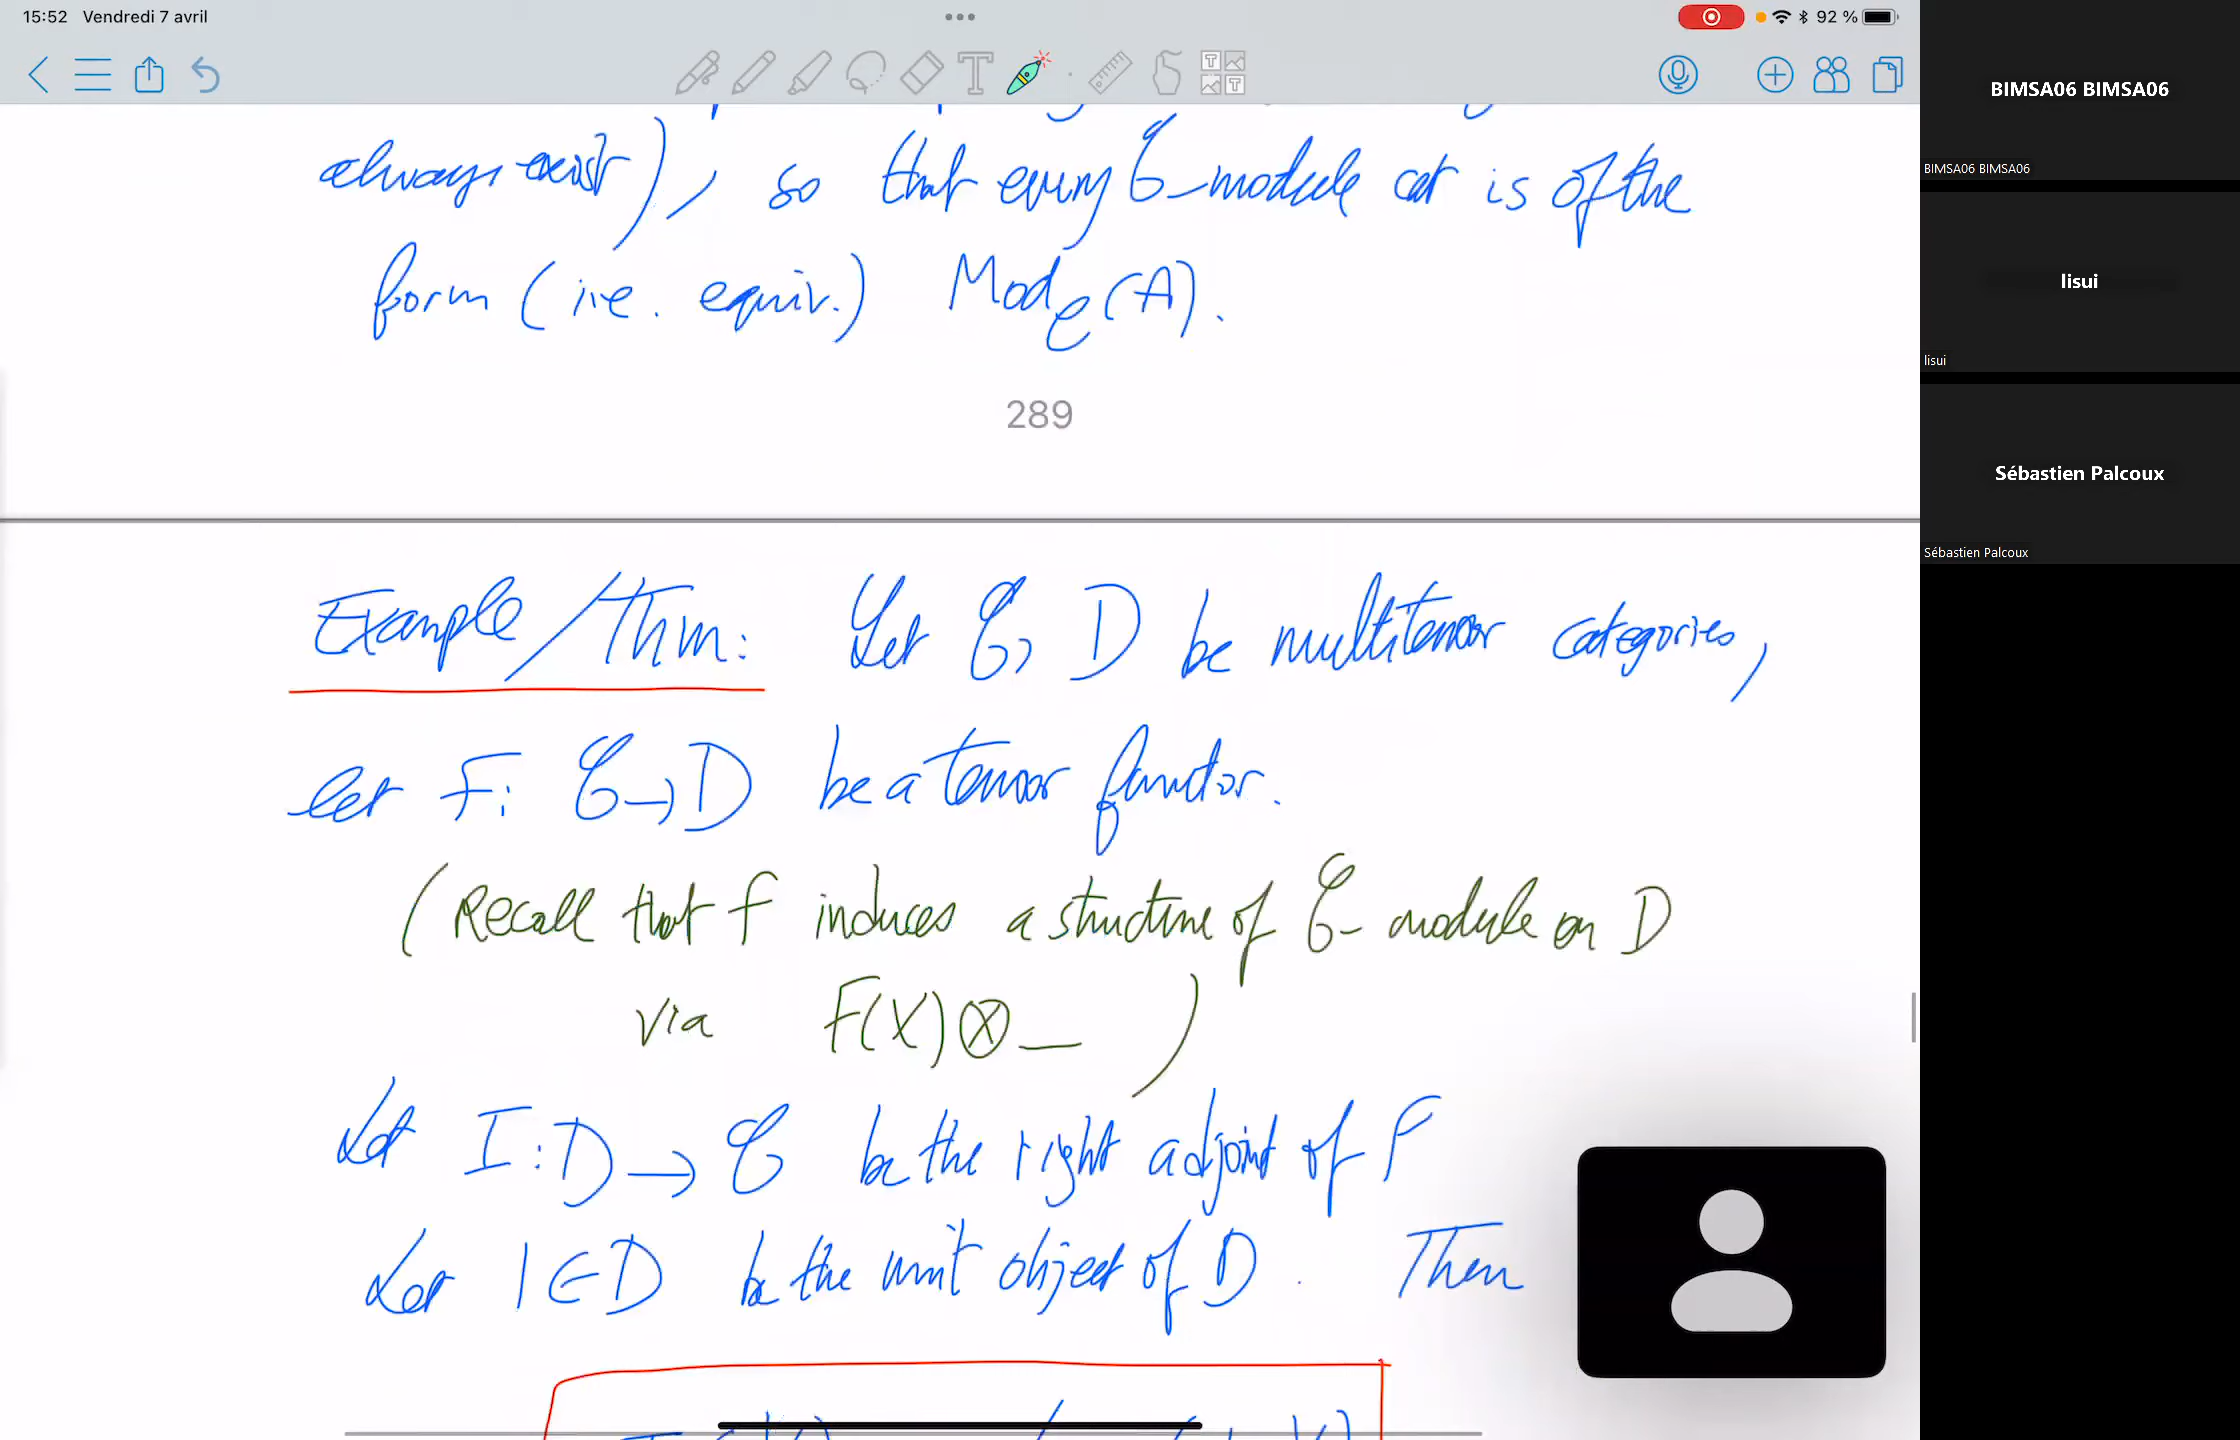 15:52 Vendredi 7 avril
92 %
always exist), so that every C-module cat is of the
form (i.e. equiv.) Mod_C(A).
289
Example/Thm: Let C, D be multitensor categories,
let F: C → D be a tensor functor.
(Recall that F induces a structure of C-module on D
via F(X)⊗_ )
Let I: D → C be the right adjoint of F
Let 1 ∈ D be the unit object of D. Then
BIMSA06 BIMSA06
BIMSA06 BIMSA06
lisui
lisui
Sébastien Palcoux
Sébastien Palcoux